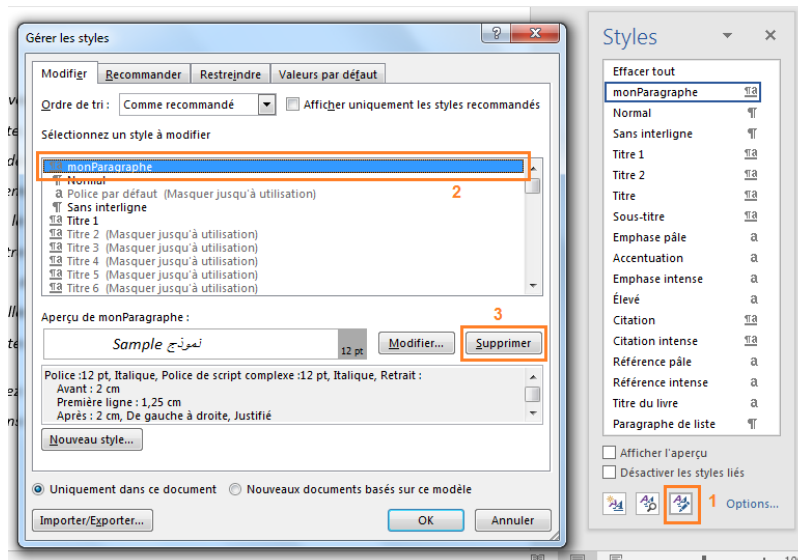 Gérer les styles
Modifier
Recommander
Restreindre
Valeurs par défaut
Ordre de tri :
Comme recommandé
Afficher uniquement les styles recommandés
Sélectionnez un style à modifier
monParagraphe
¶ Normal
a Police par défaut (Masquer jusqu'à utilisation)
¶ Sans interligne
¶a Titre 1
¶a Titre 2 (Masquer jusqu'à utilisation)
¶a Titre 3 (Masquer jusqu'à utilisation)
¶a Titre 4 (Masquer jusqu'à utilisation)
¶a Titre 5 (Masquer jusqu'à utilisation)
¶a Titre 6 (Masquer jusqu'à utilisation)
2
Aperçu de monParagraphe :
3
Sample نموذج
12 pt
Modifier...
Supprimer
Police :12 pt, Italique, Police de script complexe :12 pt, Italique, Retrait :
Avant : 2 cm
Première ligne : 1,25 cm
Après : 2 cm, De gauche à droite, Justifié
Nouveau style...
Uniquement dans ce document
Nouveaux documents basés sur ce modèle
Importer/Exporter...
OK
Annuler
Styles
Effacer tout
monParagraphe ¶a
Normal ¶
Sans interligne ¶
Titre 1 ¶a
Titre 2 ¶a
Titre ¶a
Sous-titre ¶a
Emphase pâle a
Accentuation a
Emphase intense a
Élevé a
Citation ¶a
Citation intense ¶a
Référence pâle a
Référence intense a
Titre du livre a
Paragraphe de liste ¶
Afficher l'aperçu
Désactiver les styles liés
1
Options...